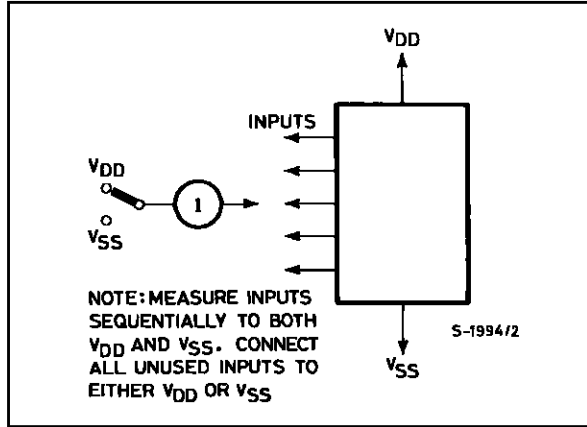 VDD
INPUTS
VDD
1
VSS
NOTE: MEASURE INPUTS
SEQUENTIALLY TO BOTH
VDD AND VSS. CONNECT
ALL UNUSED INPUTS TO
EITHER VDD OR VSS
S-1994/2
VSS